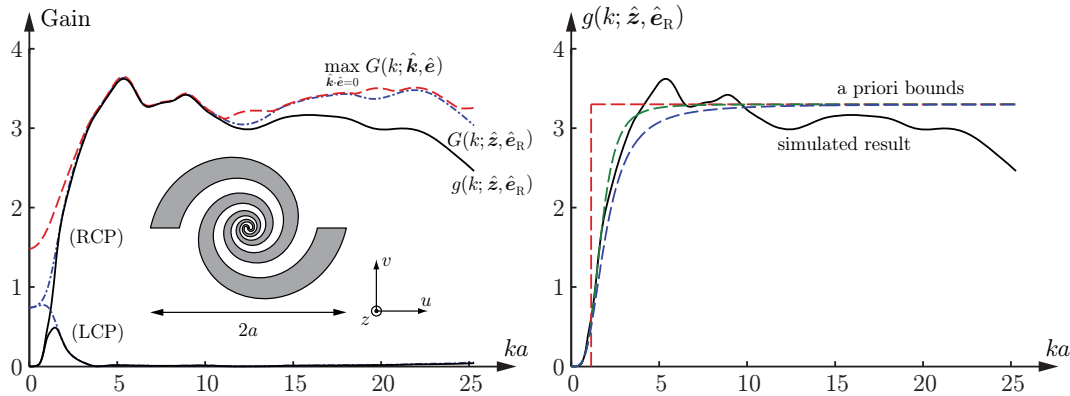 Gain
4
3
2
1
0
0
5
10
15
20
25
ka
max G(k; k̂, ê)
k̂·ê=0
G(k; ẑ, ê_R)
g(k; ẑ, ê_R)
(RCP)
(LCP)
2a
v
u
z
g(k; ẑ, ê_R)
4
3
2
1
0
0
5
10
15
20
25
ka
a priori bounds
simulated result